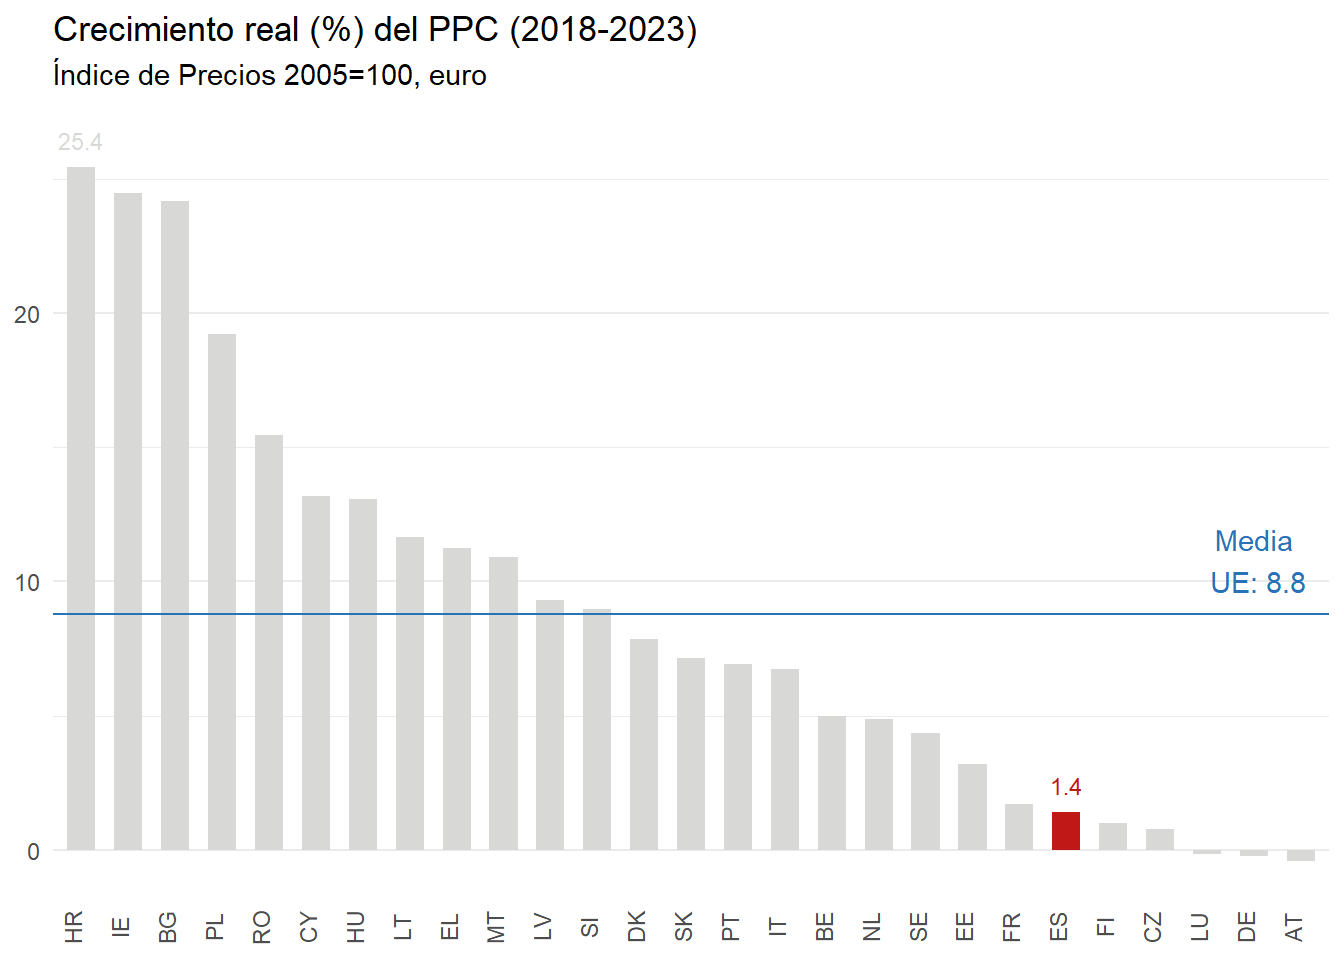 Crecimiento real (%) del PPC (2018-2023)
Índice de Precios 2005=100, euro
25.4
20
Media
10
UE: 8.8
1.4
0
HR IE BG PL RO CY HU LT EL MT LV SI DK SK PT IT BE NL SE EE FR ES FI CZ LU DE AT